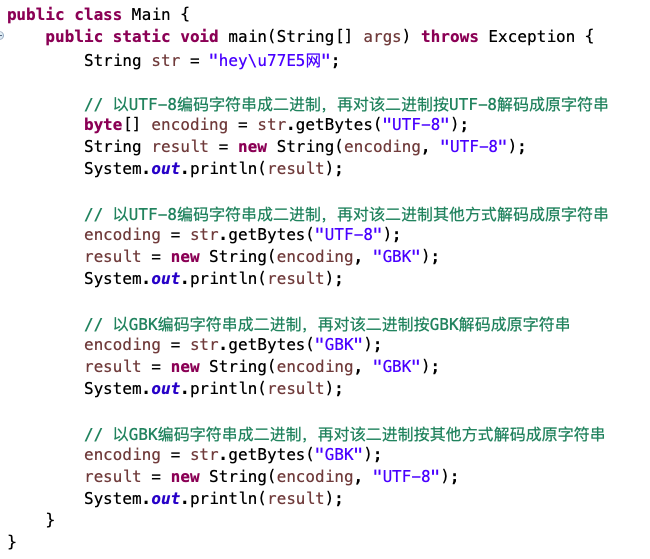 public class Main {
    public static void main(String[] args) throws Exception {
        String str = "hey\u77E5网";

        // 以UTF-8编码字符串成二进制，再对该二进制按UTF-8解码成原字符串
        byte[] encoding = str.getBytes("UTF-8");
        String result = new String(encoding, "UTF-8");
        System.out.println(result);

        // 以UTF-8编码字符串成二进制，再对该二进制其他方式解码成原字符串
        encoding = str.getBytes("UTF-8");
        result = new String(encoding, "GBK");
        System.out.println(result);

        // 以GBK编码字符串成二进制，再对该二进制按GBK解码成原字符串
        encoding = str.getBytes("GBK");
        result = new String(encoding, "GBK");
        System.out.println(result);

        // 以GBK编码字符串成二进制，再对该二进制按其他方式解码成原字符串
        encoding = str.getBytes("GBK");
        result = new String(encoding, "UTF-8");
        System.out.println(result);
    }
}